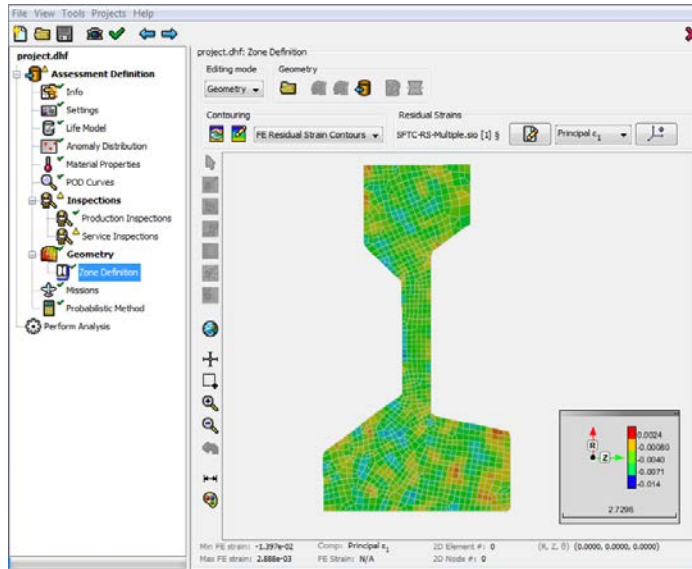 File View Tools Projects Help
project.dhf
Assessment Definition
Info
Settings
Life Model
Anomaly Distribution
Material Properties
POD Curves
Inspections
Production Inspections
Service Inspections
Geometry
Zone Definition
Missions
Probabilistic Method
Perform Analysis
project.dhf: Zone Definition
Editing mode Geometry
Geometry
Contouring Residual Strains
FE Residual Strain Contours SFTC-RS-Multiple.sio [1] § Principal ε1
R
Z
0.0024
-0.00080
-0.0040
-0.0071
-0.014
2.7296
Min FE strain: -1.397e-02 Comp: Principal ε1 2D Element #: 0 (R, Z, θ) (0.0000, 0.0000, 0.0000)
Max FE strain: 2.888e-03 FE Strain: N/A 2D Node #: 0